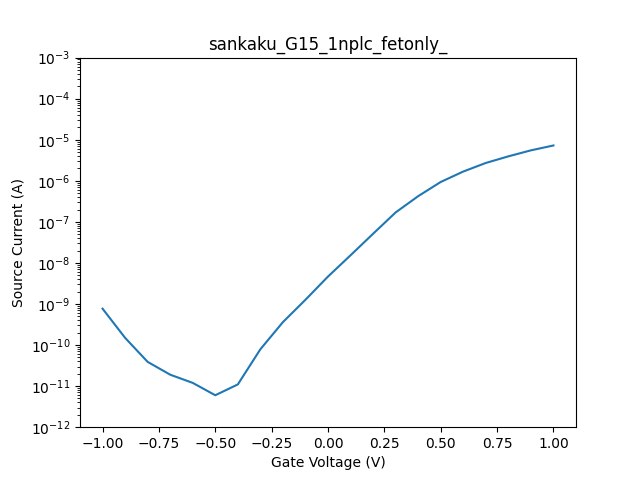 sankaku_G15_1nplc_fetonly_
10⁻³
10⁻⁴
10⁻⁵
10⁻⁶
10⁻⁷
10⁻⁸
10⁻⁹
10⁻¹⁰
10⁻¹¹
10⁻¹²
Source Current (A)
−1.00 −0.75 −0.50 −0.25 0.00 0.25 0.50 0.75 1.00
Gate Voltage (V)